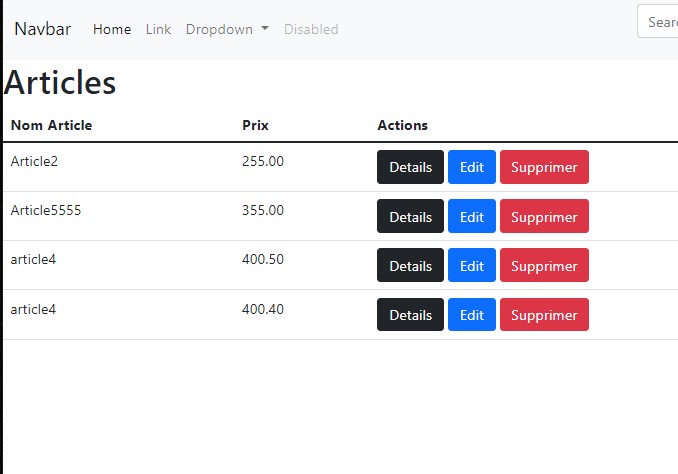 Navbar Home Link Dropdown Disabled
Articles
Nom Article Prix Actions
Article2 255.00 Details Edit Supprimer
Article5555 355.00 Details Edit Supprimer
article4 400.50 Details Edit Supprimer
article4 400.40 Details Edit Supprimer